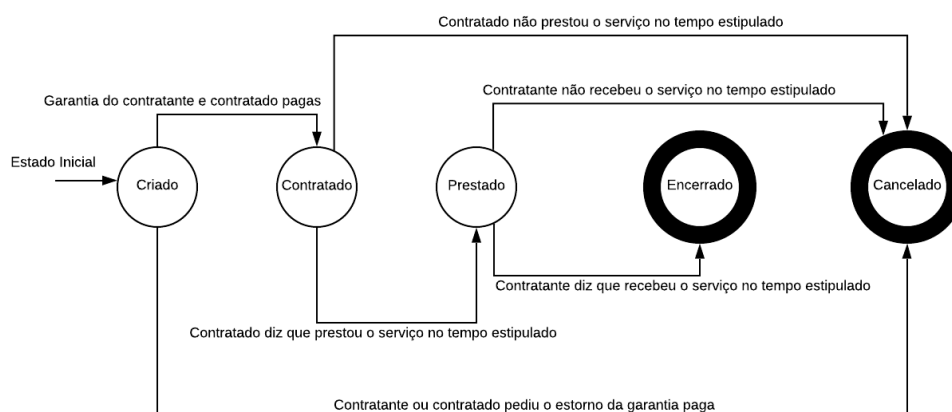 Contratado não prestou o serviço no tempo estipulado
Contratante não recebeu o serviço no tempo estipulado
Garantia do contratante e contratado pagas
Estado Inicial
Criado
Contratado
Prestado
Encerrado
Cancelado
Contratante diz que recebeu o serviço no tempo estipulado
Contratado diz que prestou o serviço no tempo estipulado
Contratante ou contratado pediu o estorno da garantia paga